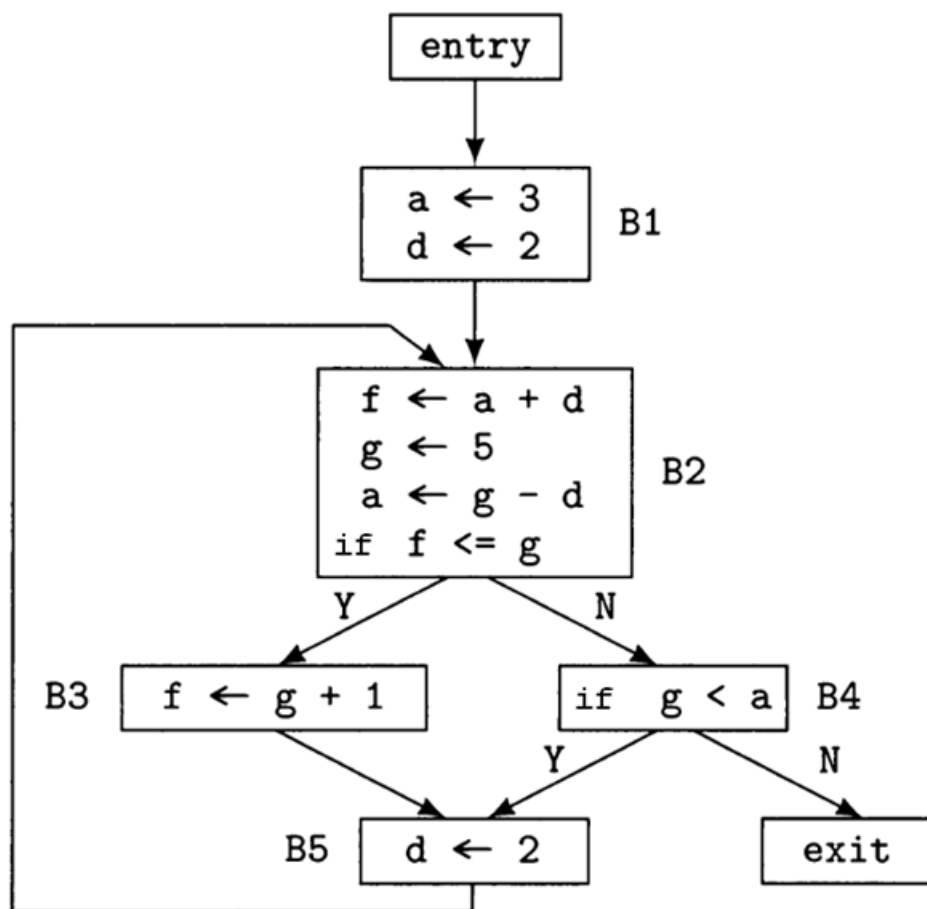 entry
a ← 3
d ← 2
B1
f ← a + d
g ← 5
a ← g - d
if f <= g
B2
Y
N
B3
f ← g + 1
if g < a
B4
Y
N
B5
d ← 2
exit